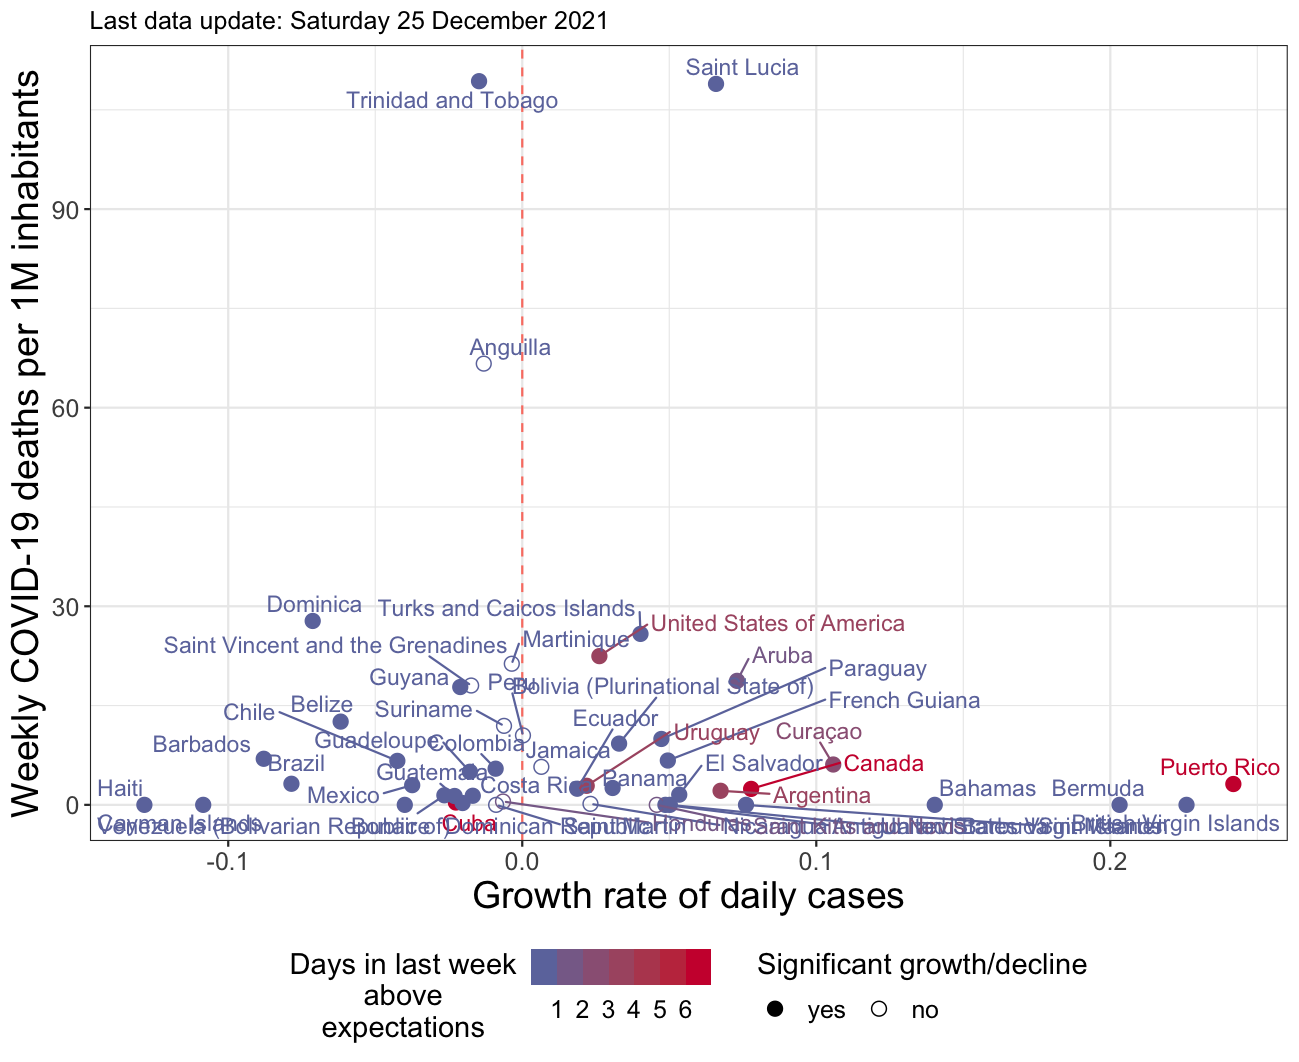 Last data update: Saturday 25 December 2021
Weekly COVID-19 deaths per 1M inhabitants
90
60
30
0
Saint Lucia
Trinidad and Tobago
Anguilla
Dominica
Turks and Caicos Islands
United States of America
Saint Vincent and the Grenadines
Martinique
Aruba
Paraguay
Guyana
Peru
Bolivia (Plurinational State of)
French Guiana
Chile
Belize
Suriname
Ecuador
Uruguay
Curaçao
Barbados
Guadeloupe
Colombia
Jamaica
Brazil
El Salvador
Canada
Puerto Rico
Guatemala
Costa Rica
Panama
Haiti
Mexico
Argentina
Bahamas
Bermuda
Cayman Islands
Venezuela (Bolivarian Republic of)
Bonaire
Cuba
Dominican Republic
Saint Martin
Honduras
Nicaragua
British Virgin Islands
-0.1
0.0
0.1
0.2
Growth rate of daily cases
Days in last week
above
expectations
1 2 3 4 5 6
Significant growth/decline
yes
no